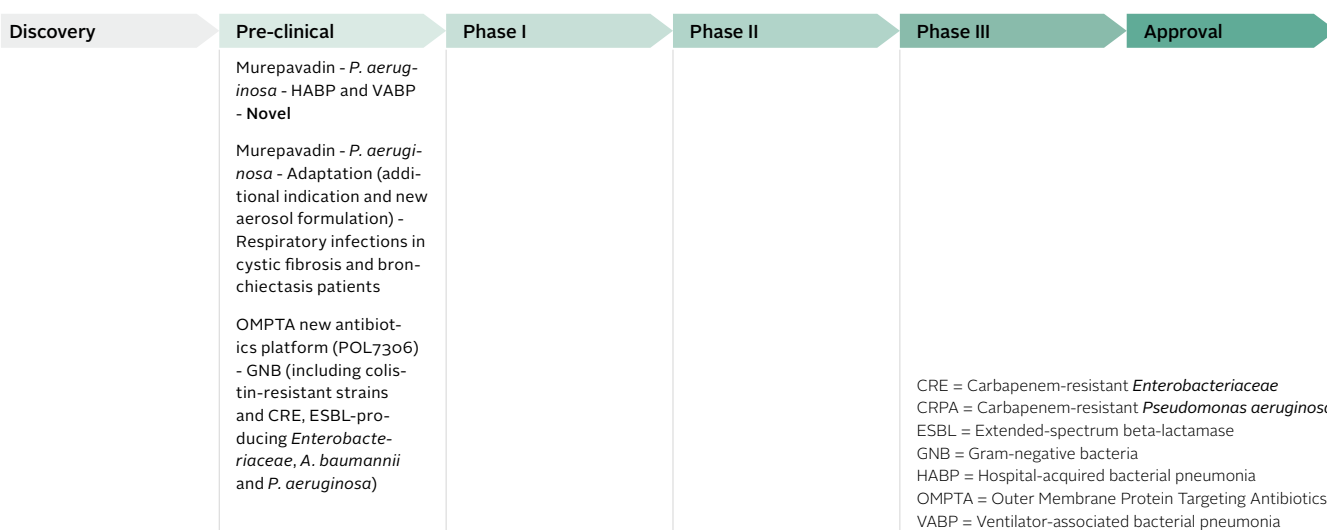 Discovery
Pre-clinical
Phase I
Phase II
Phase III
Approval
Murepavadin - P. aerug-
inosa - HABP and VABP
- Novel
Murepavadin - P. aerugi-
nosa - Adaptation (addi-
tional indication and new
aerosol formulation) -
Respiratory infections in
cystic fibrosis and bron-
chiectasis patients
OMPTA new antibiot-
ics platform (POL7306)
- GNB (including colis-
tin-resistant strains
and CRE, ESBL-pro-
ducing Enterobacte-
riaceae, A. baumannii
and P. aeruginosa)
CRE = Carbapenem-resistant Enterobacteriaceae
CRPA = Carbapenem-resistant Pseudomonas aeruginosa
ESBL = Extended-spectrum beta-lactamase
GNB = Gram-negative bacteria
HABP = Hospital-acquired bacterial pneumonia
OMPTA = Outer Membrane Protein Targeting Antibiotics
VABP = Ventilator-associated bacterial pneumonia